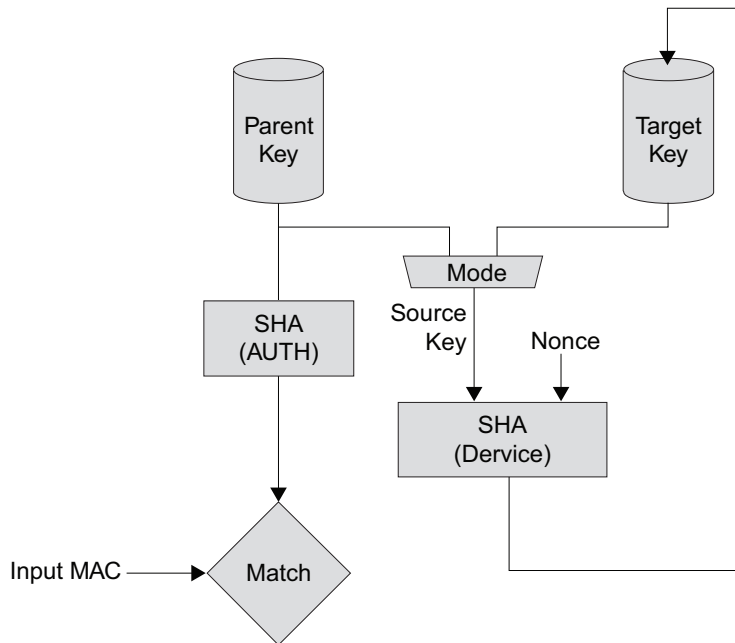 Parent
Key
Target
Key
Mode
SHA
(AUTH)
Source
Key
Nonce
SHA
(Dervice)
Input MAC
Match